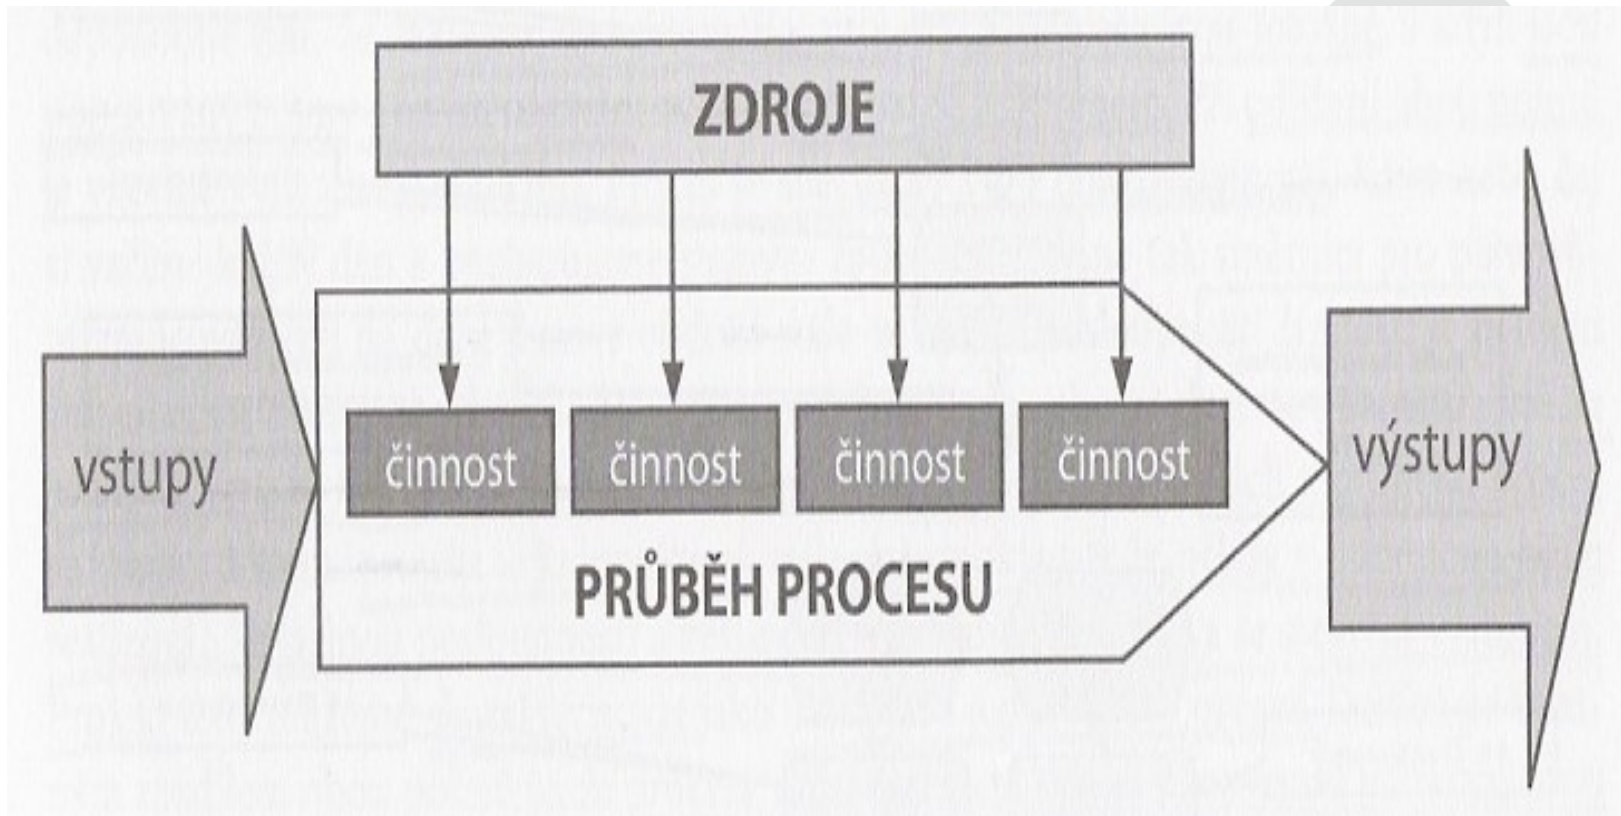 ZDROJE
vstupy
činnost
činnost
činnost
činnost
výstupy
PRŮBĚH PROCESU